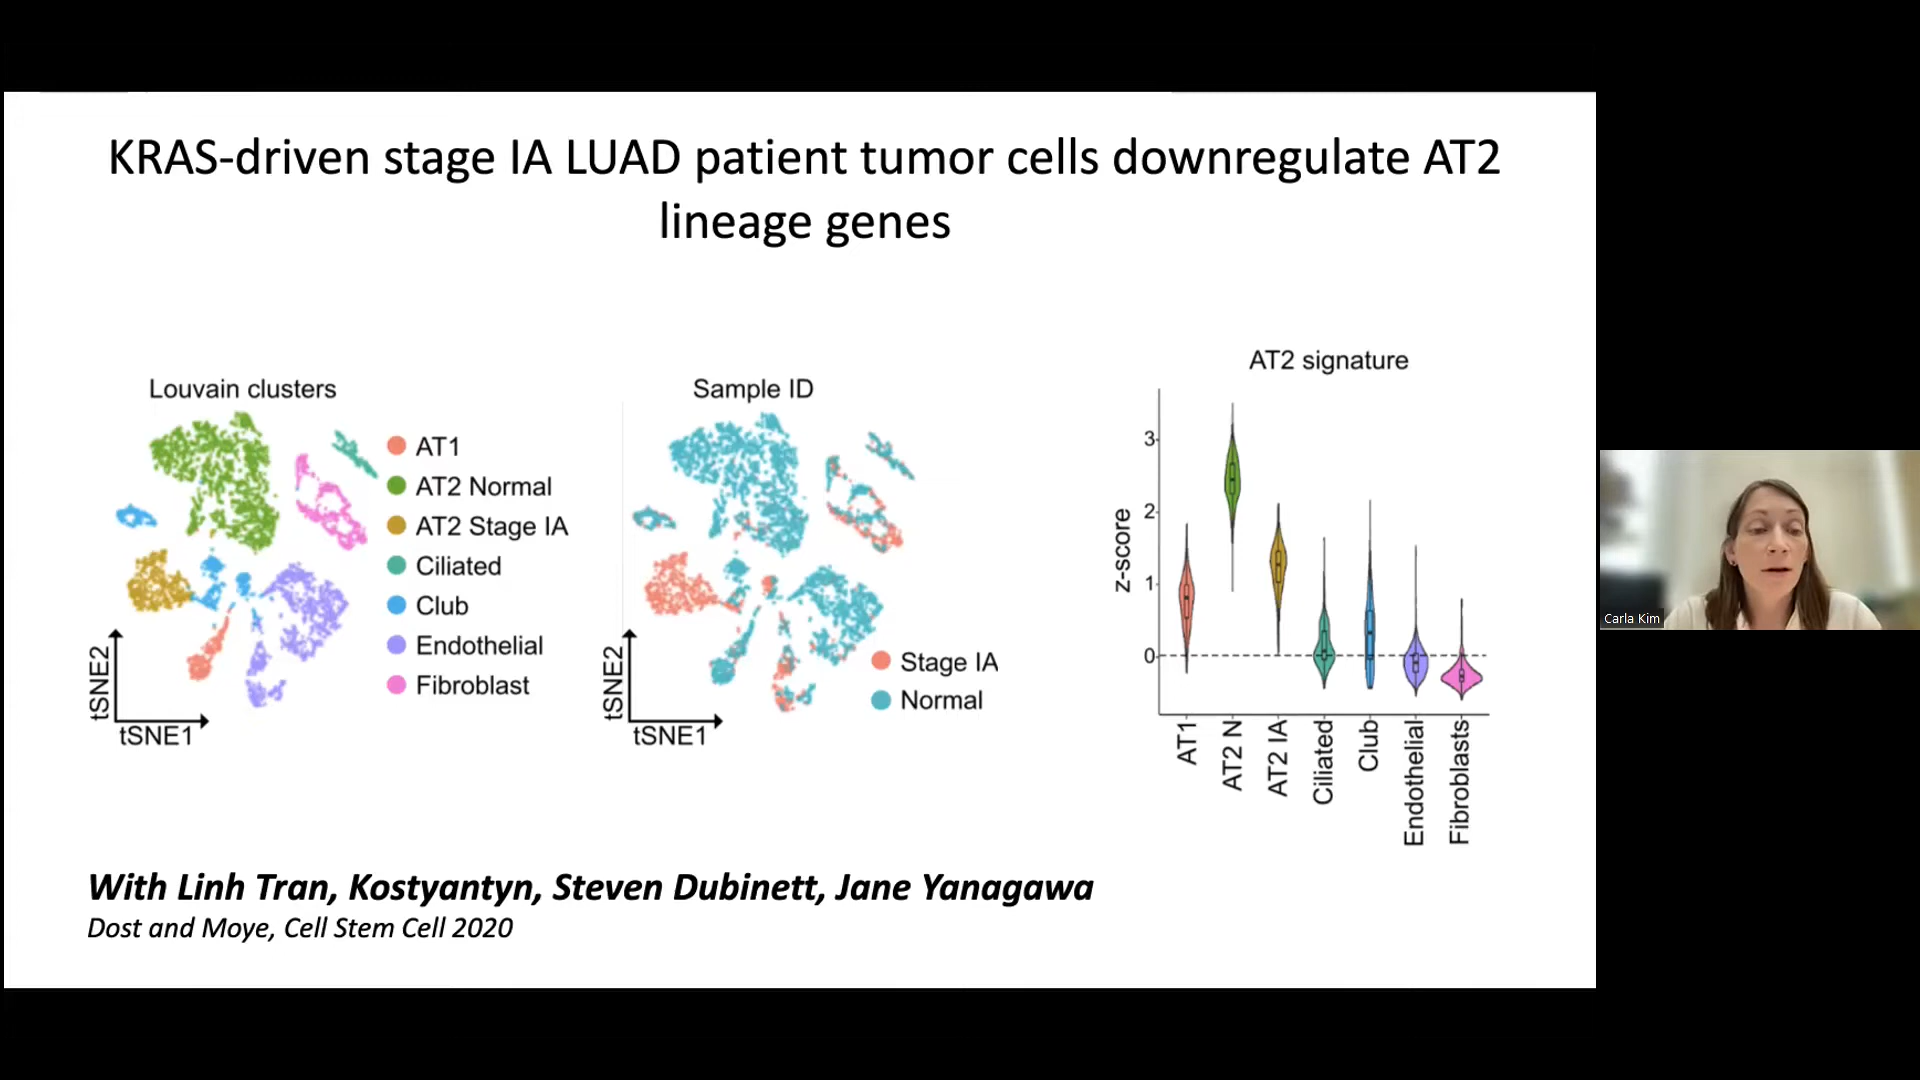 KRAS-driven stage IA LUAD patient tumor cells downregulate AT2
lineage genes
Louvain clusters
AT1
AT2 Normal
AT2 Stage IA
Ciliated
Club
Endothelial
Fibroblast
tSNE2
tSNE1
Sample ID
Stage IA
Normal
tSNE2
tSNE1
AT2 signature
z-score
3
2
1
0
AT1
AT2 N
AT2 IA
Ciliated
Club
Endothelial
Fibroblasts
With Linh Tran, Kostyantyn, Steven Dubinett, Jane Yanagawa
Dost and Moye, Cell Stem Cell 2020
Carla Kim